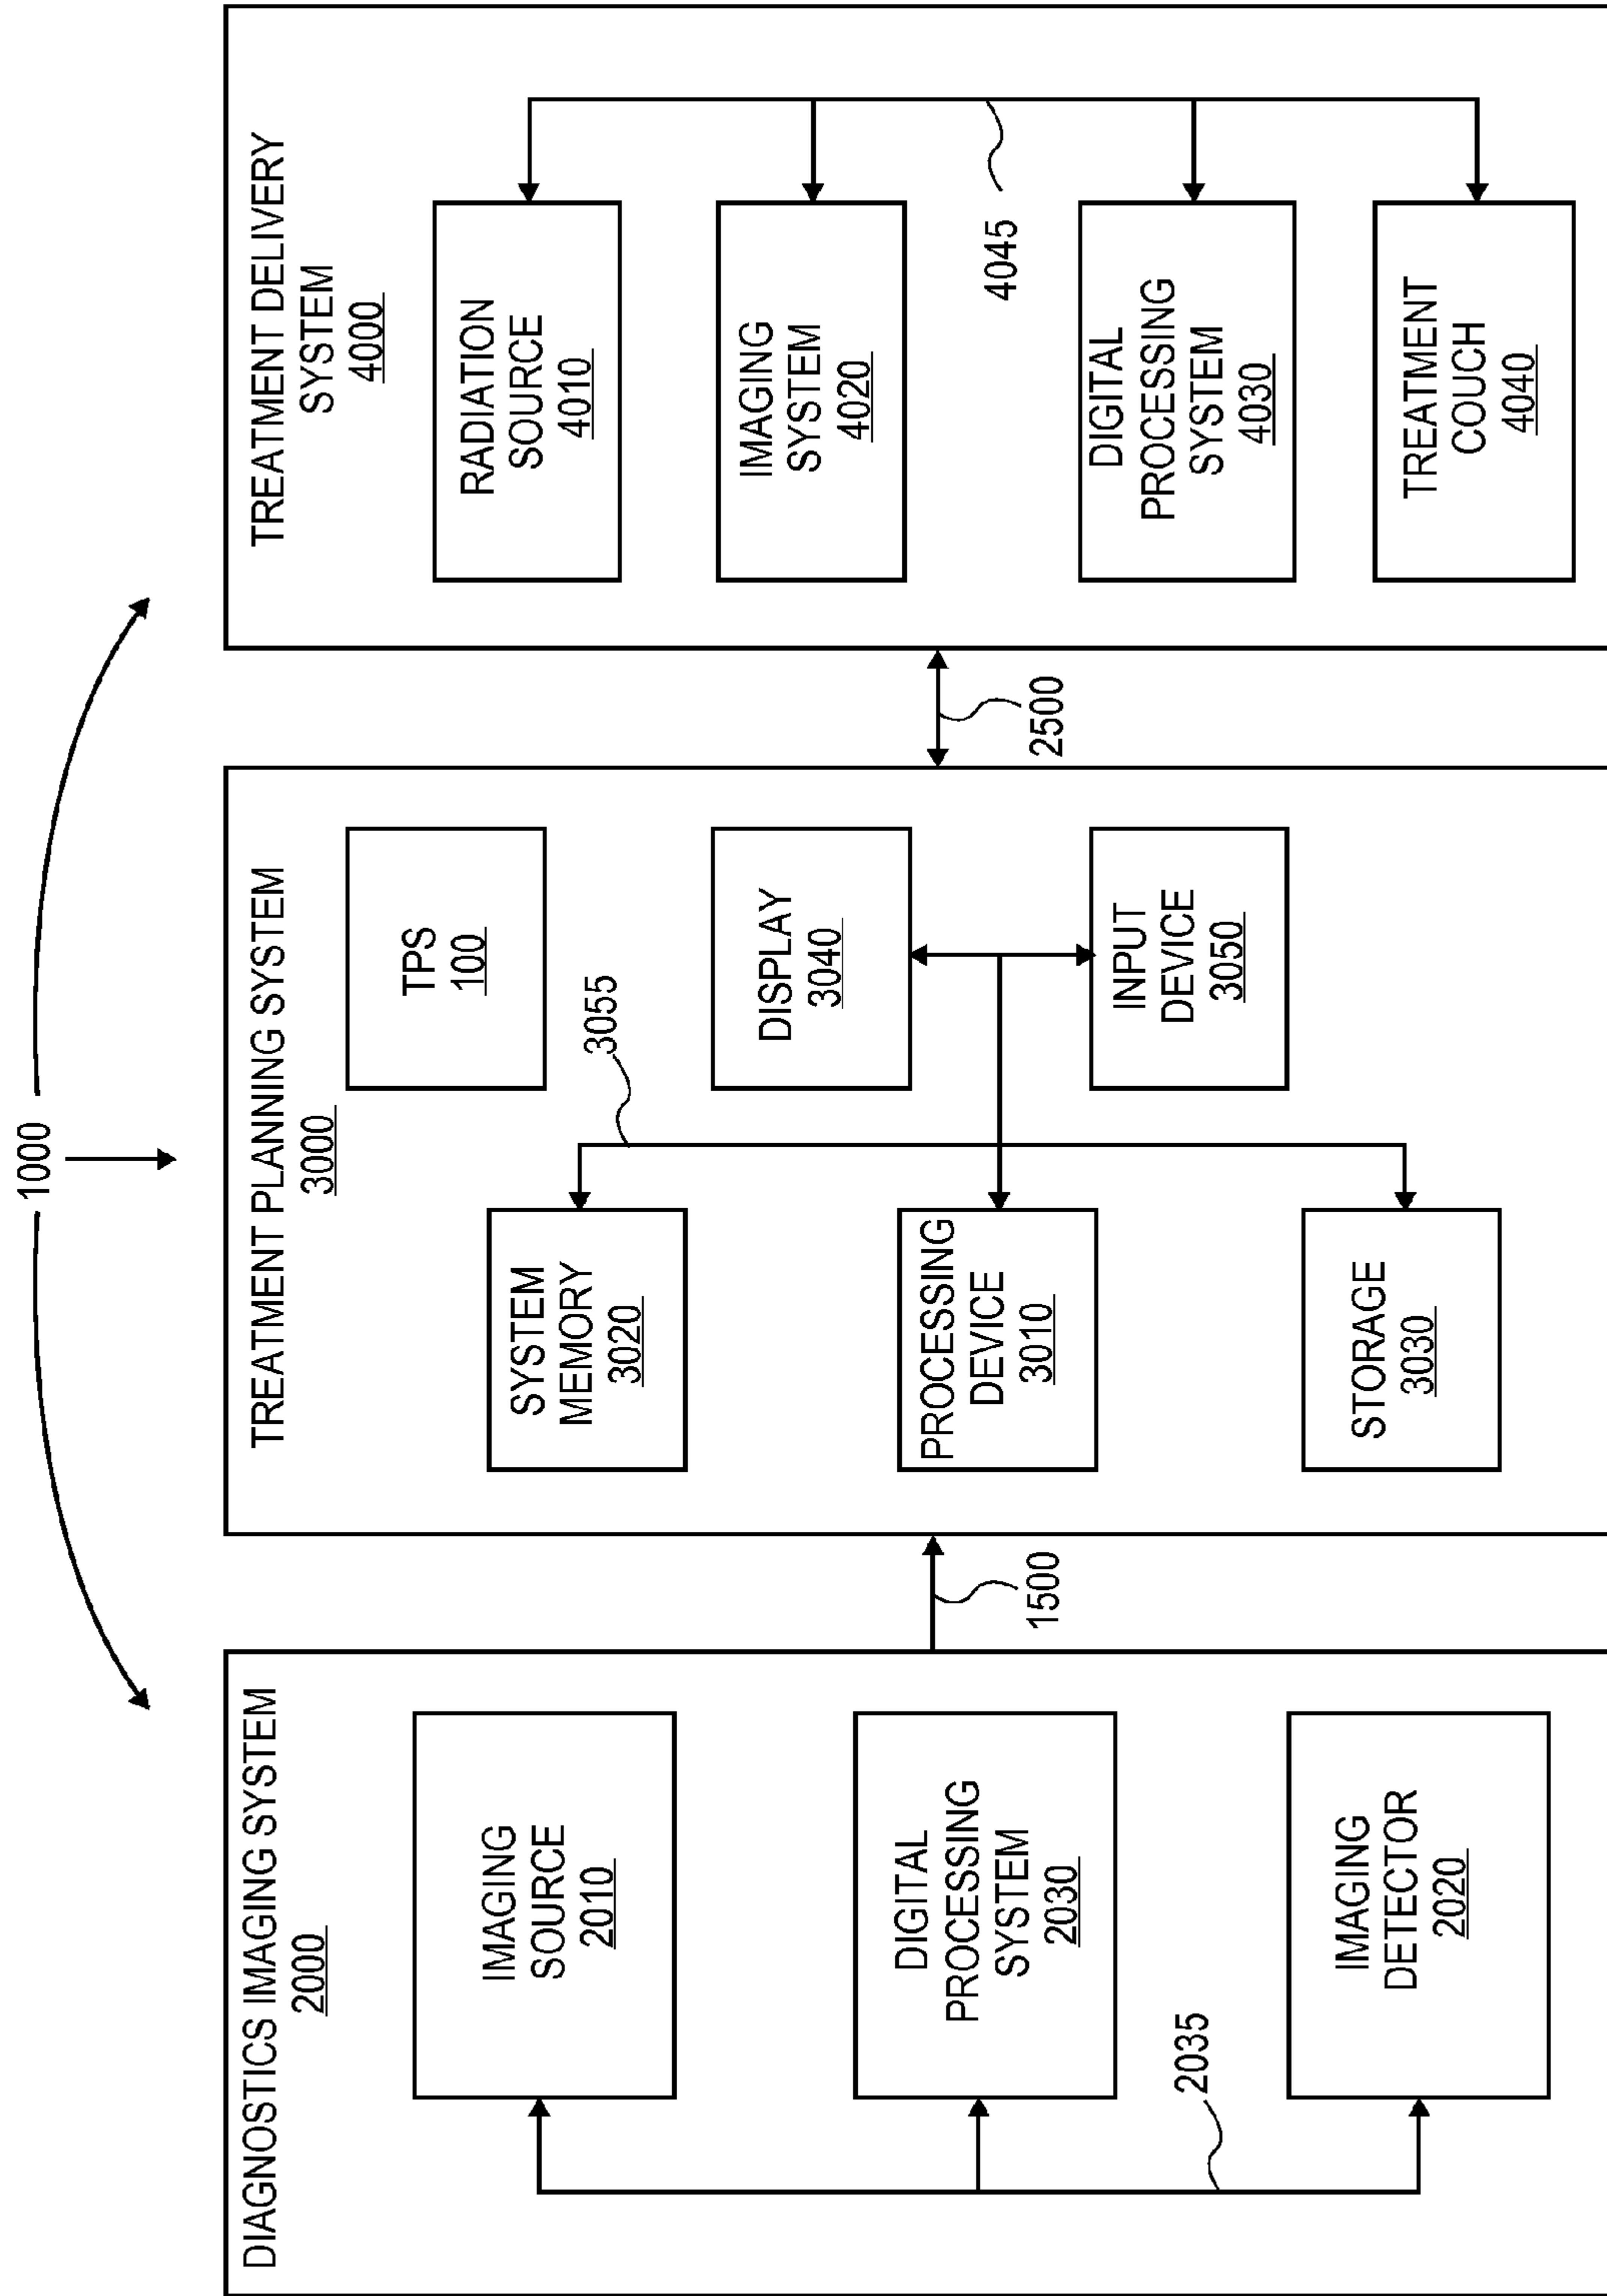 1000
DIAGNOSTICS IMAGING SYSTEM
2000
IMAGING
SOURCE
2010
DIGITAL
PROCESSING
SYSTEM
2030
IMAGING
DETECTOR
2020
2035
1500
TREATMENT PLANNING SYSTEM
3000
SYSTEM
MEMORY
3020
PROCESSING
DEVICE
3010
STORAGE
3030
3055
TPS
100
DISPLAY
3040
INPUT
DEVICE
3050
2500
TREATMENT DELIVERY
SYSTEM
4000
RADIATION
SOURCE
4010
IMAGING
SYSTEM
4020
DIGITAL
PROCESSING
SYSTEM
4030
TREATMENT
COUCH
4040
4045